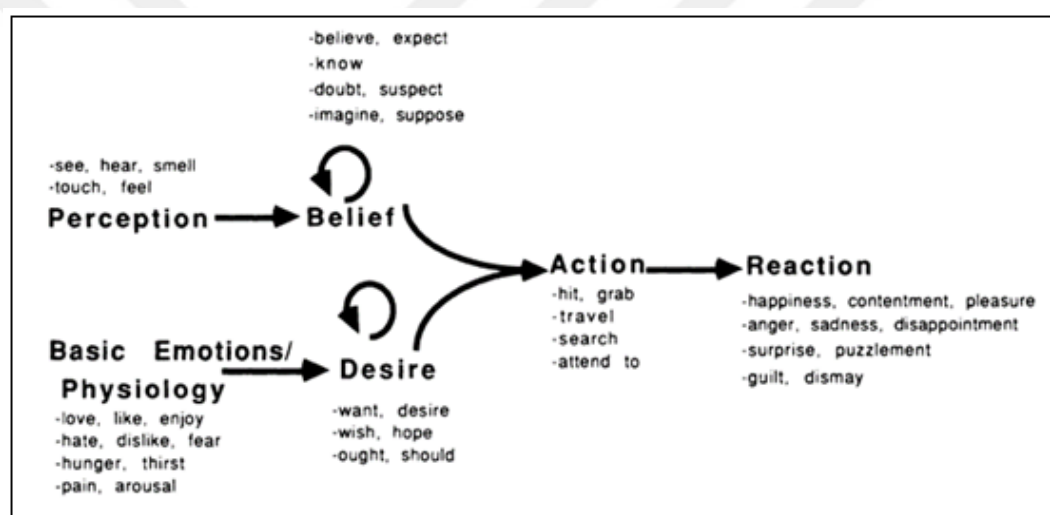 -believe, expect
-know
-doubt, suspect
-imagine, suppose
-see, hear, smell
-touch, feel
Perception
Belief
Action
-hit, grab
-travel
-search
-attend to
Reaction
-happiness, contentment, pleasure
-anger, sadness, disappointment
-surprise, puzzlement
-guilt, dismay
Basic Emotions/
Physiology
-love, like, enjoy
-hate, dislike, fear
-hunger, thirst
-pain, arousal
Desire
-want, desire
-wish, hope
-ought, should